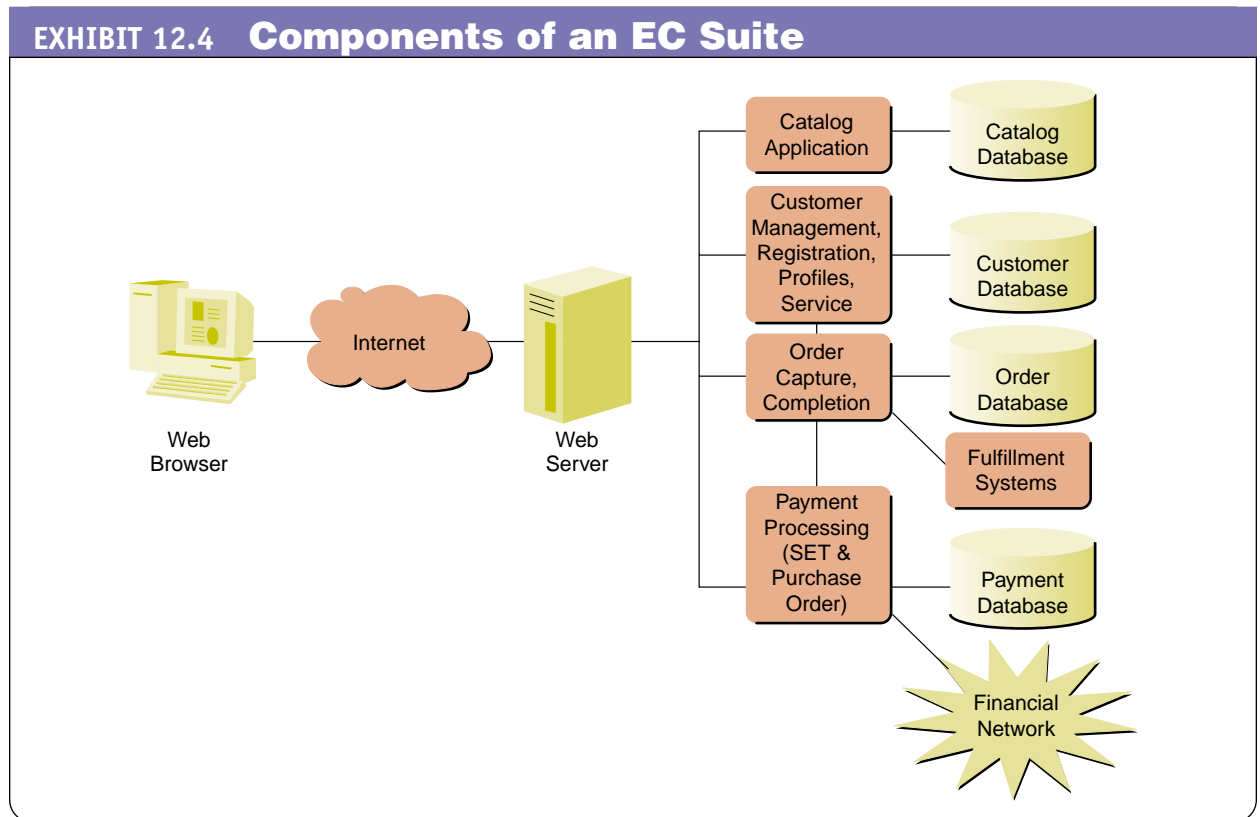 EXHIBIT 12.4 Components of an EC Suite
Catalog
Application
Catalog
Database
Customer
Management,
Registration,
Profiles,
Service
Customer
Database
Internet
Order
Capture,
Completion
Order
Database
Web
Browser
Web
Server
Fulfillment
Systems
Payment
Processing
(SET &
Purchase
Order)
Payment
Database
Financial
Network